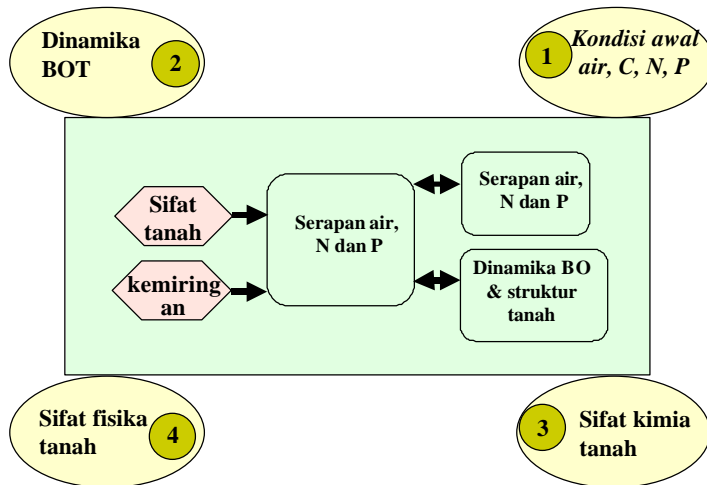 Dinamika
BOT
2
1
Kondisi awal
air, C, N, P
Sifat
tanah
kemiring
an
Serapan air,
N dan P
Serapan air,
N dan P
Dinamika BO
& struktur
tanah
Sifat fisika
tanah
4
3
Sifat kimia
tanah